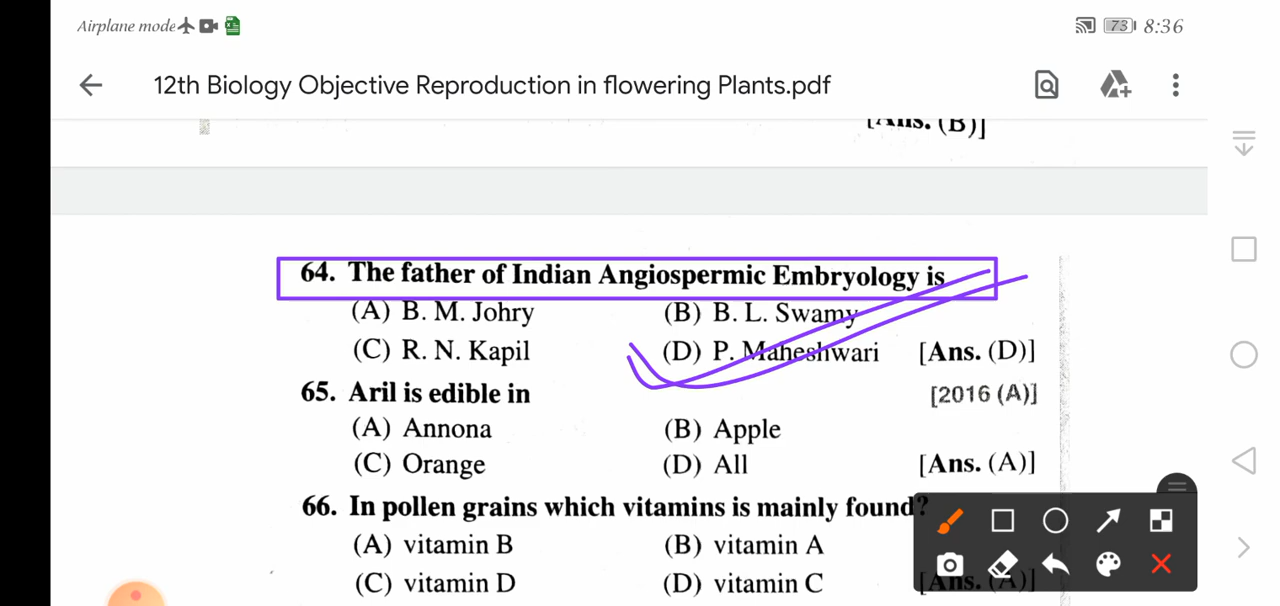 Airplane mode 73 8:36
12th Biology Objective Reproduction in flowering Plants.pdf
[Ans. (B)]
64. The father of Indian Angiospermic Embryology is
(A) B. M. Johry (B) B. L. Swamy
(C) R. N. Kapil (D) P. Maheshwari [Ans. (D)]
65. Aril is edible in [2016 (A)]
(A) Annona (B) Apple
(C) Orange (D) All [Ans. (A)]
66. In pollen grains which vitamins is mainly found?
(A) vitamin B (B) vitamin A
(C) vitamin D (D) vitamin C [Ans. (A)]